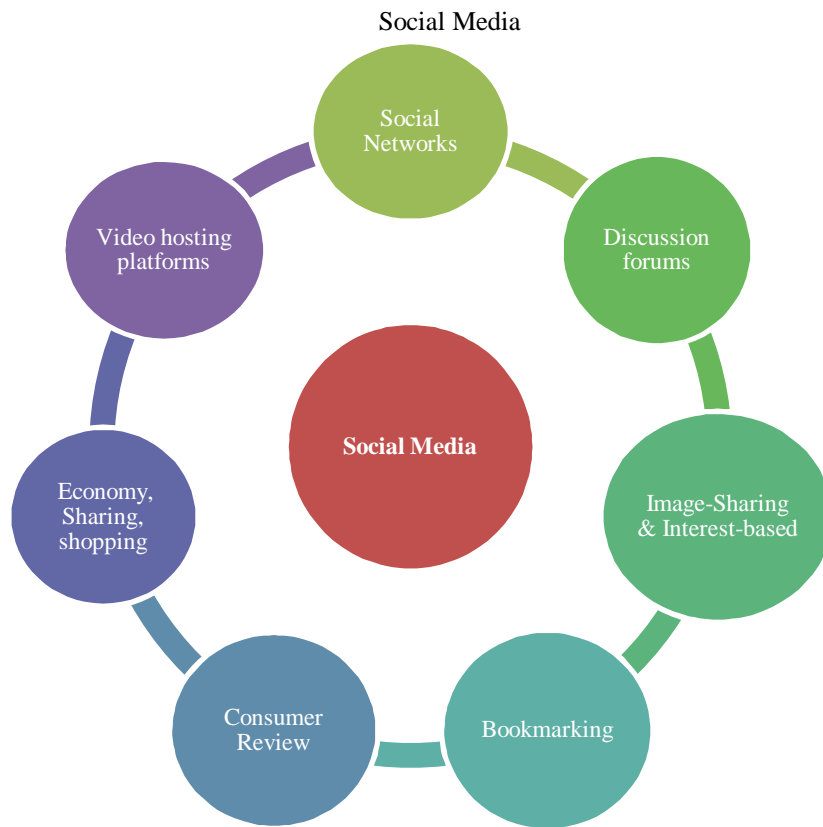 Social Media
Social
Networks
Discussion
forums
Image-Sharing
& Interest-based
Bookmarking
Consumer
Review
Economy,
Sharing,
shopping
Video hosting
platforms
Social Media